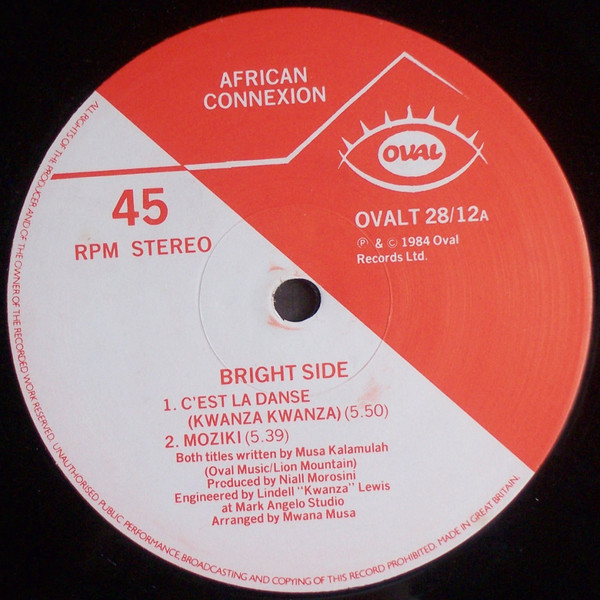 AFRICAN
CONNEXION
OVAL
45
RPM STEREO
OVALT 28/12A
℗ & © 1984 Oval
Records Ltd.
BRIGHT SIDE
1. C'EST LA DANSE
(KWANZA KWANZA) (5.50)
2. MOZIKI (5.39)
Both titles written by Musa Kalamulah
(Oval Music/Lion Mountain)
Produced by Niall Morosini
Engineered by Lindell "Kwanza" Lewis
at Mark Angelo Studio
Arranged by Mwana Musa
ALL RIGHTS OF THE PRODUCER AND OF THE OWNER OF THE RECORDED WORK RESERVED. UNAUTHORISED PUBLIC PERFORMANCE, BROADCASTING AND COPYING OF THIS RECORD PROHIBITED. MADE IN GREAT BRITAIN.